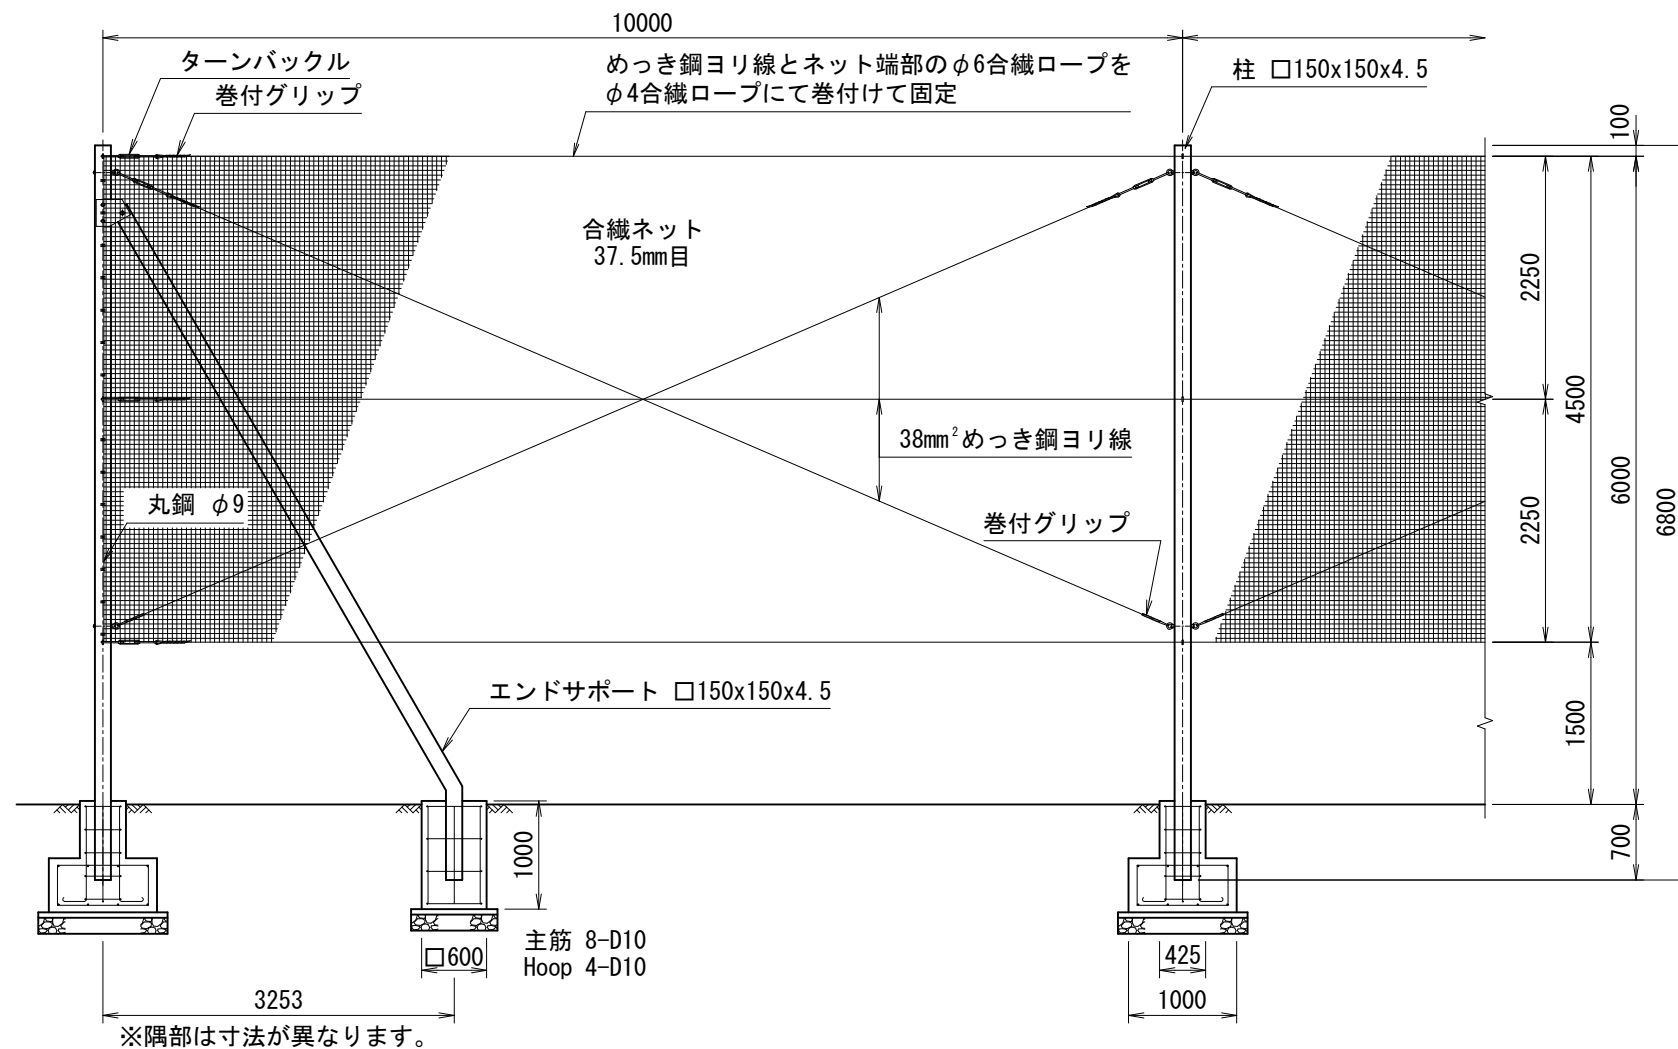 10000
ターンバックル
巻付グリップ
めっき鋼ヨリ線とネット端部のφ6合繊ロープを
φ4合繊ロープにて巻付けて固定
柱 □150x150x4.5
100
合繊ネット
37.5mm目
2250
4500
6000
6800
38mm²めっき鋼ヨリ線
丸鋼 φ9
巻付グリップ
2250
エンドサポート □150x150x4.5
1500
1000
700
主筋 8-D10
Hoop 4-D10
□600
425
3253
1000
※隅部は寸法が異なります。